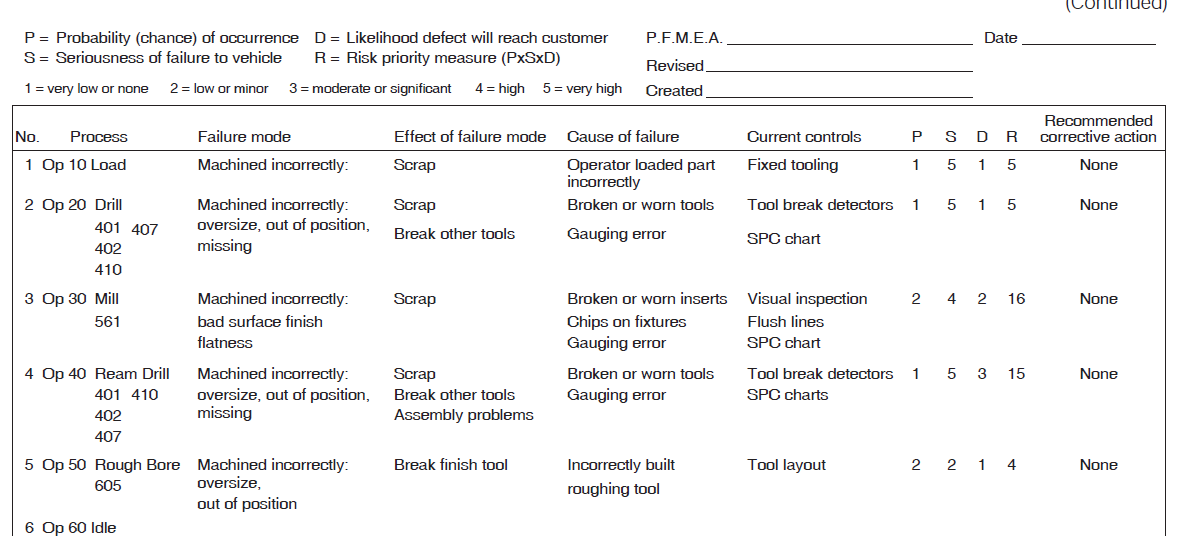 (Continued)
P = Probability (chance) of occurrence D = Likelihood defect will reach customer P.F.M.E.A. Date
S = Seriousness of failure to vehicle R = Risk priority measure (PxSxD) Revised
1 = very low or none 2 = low or minor 3 = moderate or significant 4 = high 5 = very high Created
Recommended
No. Process Failure mode Effect of failure mode Cause of failure Current controls P S D R corrective action
1 Op 10 Load Machined incorrectly: Scrap Operator loaded part Fixed tooling 1 5 1 5 None
incorrectly
2 Op 20 Drill Machined incorrectly: Scrap Broken or worn tools Tool break detectors 1 5 1 5 None
401 407 oversize, out of position, Break other tools Gauging error SPC chart
402 missing
410
3 Op 30 Mill Machined incorrectly: Scrap Broken or worn inserts Visual inspection 2 4 2 16 None
561 bad surface finish Chips on fixtures Flush lines
flatness Gauging error SPC chart
4 Op 40 Ream Drill Machined incorrectly: Scrap Broken or worn tools Tool break detectors 1 5 3 15 None
401 410 oversize, out of position, Break other tools Gauging error SPC charts
402 missing Assembly problems
407
5 Op 50 Rough Bore Machined incorrectly: Break finish tool Incorrectly built Tool layout 2 2 1 4 None
605 oversize, roughing tool
out of position
6 Op 60 Idle